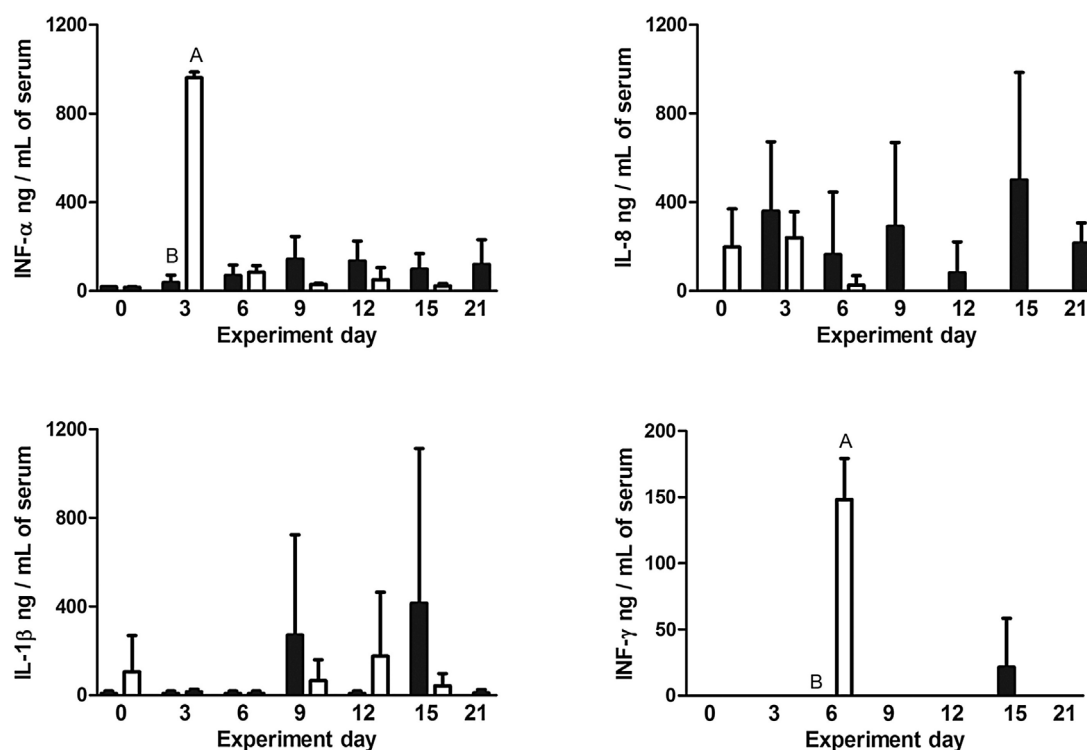 INF-α ng / mL of serum
1200
800
400
0
A
B
0 3 6 9 12 15 21
Experiment day
IL-8 ng / mL of serum
1200
800
400
0
0 3 6 9 12 15 21
Experiment day
IL-1β ng / mL of serum
1200
800
400
0
0 3 6 9 12 15 21
Experiment day
INF-γ ng / mL of serum
200
150
100
50
0
A
B
0 3 6 9 12 15 21
Experiment day